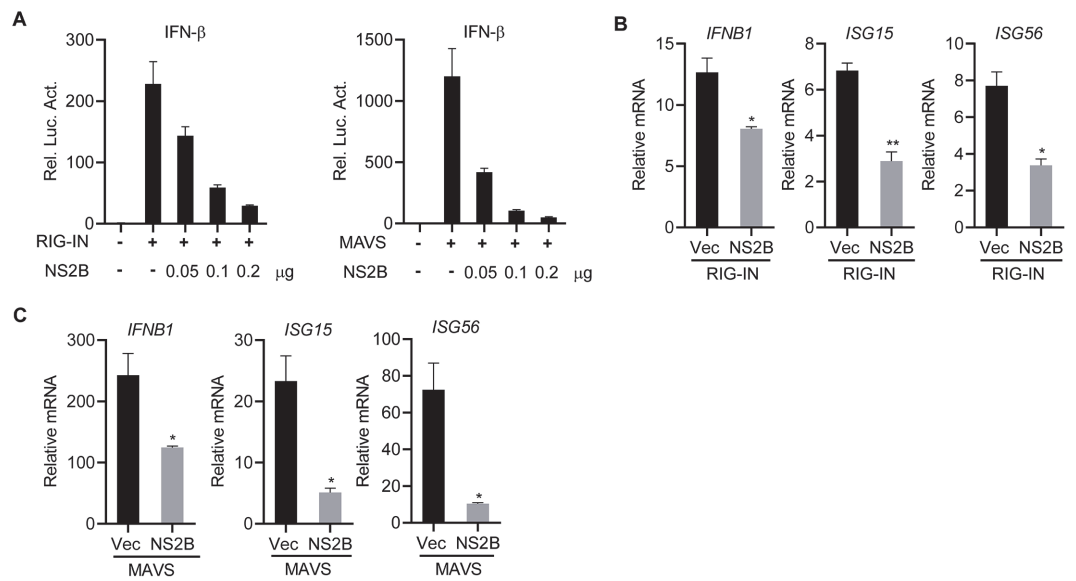 A
IFN-β
Rel. Luc. Act.
300
200
100
0
RIG-IN - + + + +
NS2B - - 0.05 0.1 0.2 μg
IFN-β
Rel. Luc. Act.
1500
1000
500
0
MAVS - + + + +
NS2B - - 0.05 0.1 0.2 μg
B
IFNB1
Relative mRNA
15
10
5
0
*
Vec NS2B
RIG-IN
ISG15
Relative mRNA
8
6
4
2
0
**
Vec NS2B
RIG-IN
ISG56
Relative mRNA
10
8
6
4
2
0
*
Vec NS2B
RIG-IN
C
IFNB1
Relative mRNA
300
200
100
0
*
Vec NS2B
MAVS
ISG15
Relative mRNA
30
20
10
0
*
Vec NS2B
MAVS
ISG56
Relative mRNA
100
80
60
40
20
0
*
Vec NS2B
MAVS